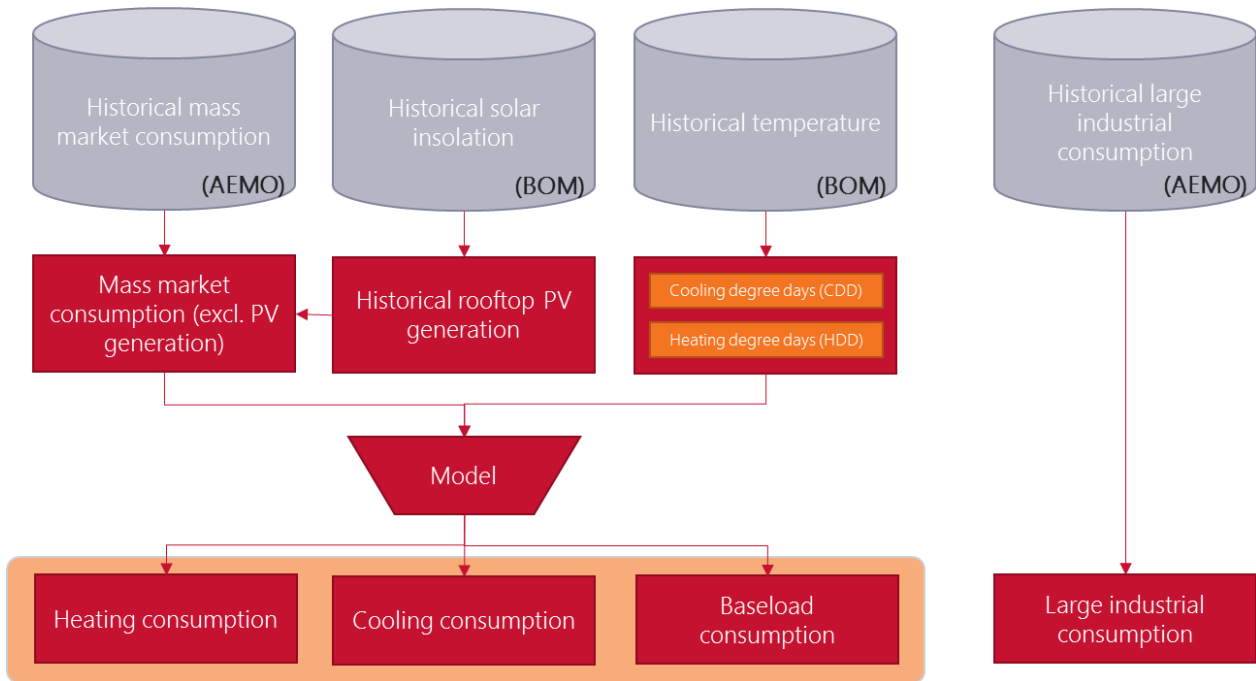 Historical mass
market consumption
(AEMO)
Historical solar
insolation
(BOM)
Historical temperature
(BOM)
Historical large
industrial
consumption
(AEMO)
Mass market
consumption (excl. PV
generation)
Historical rooftop PV
generation
Cooling degree days (CDD)
Heating degree days (HDD)
Model
Heating consumption
Cooling consumption
Baseload
consumption
Large industrial
consumption